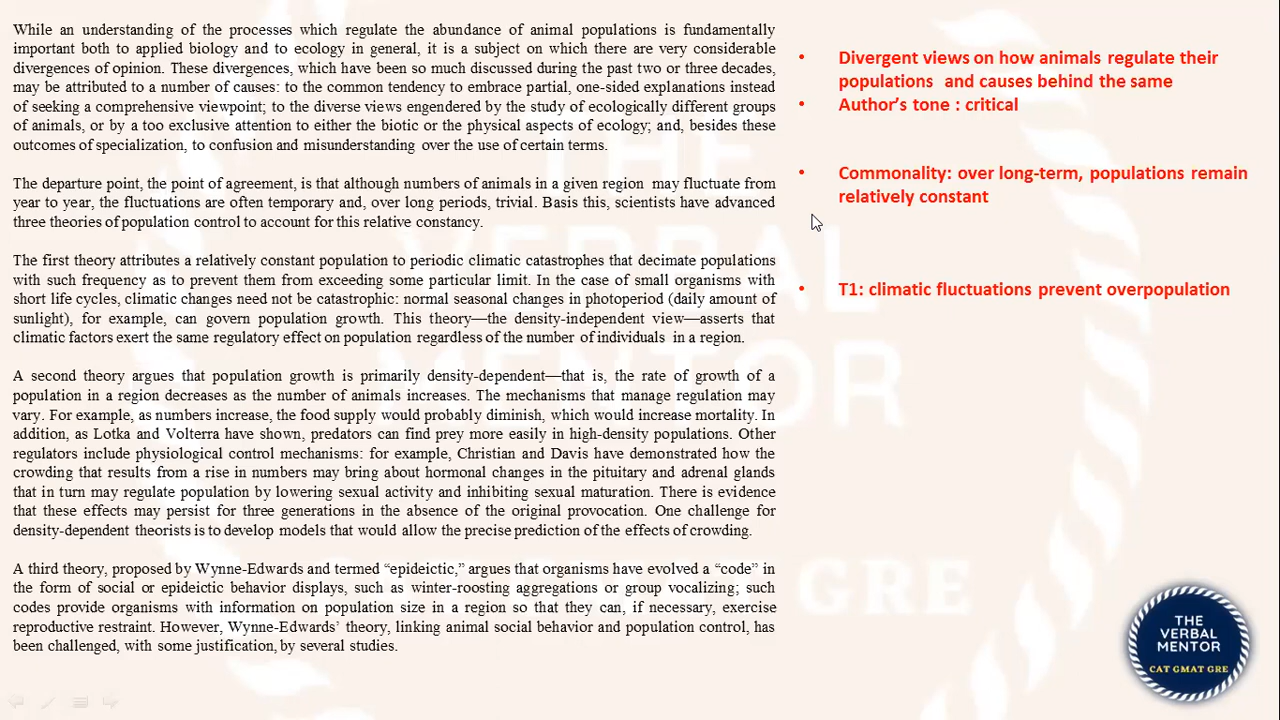 While an understanding of the processes which regulate the abundance of animal populations is fundamentally
important both to applied biology and to ecology in general, it is a subject on which there are very considerable
divergences of opinion. These divergences, which have been so much discussed during the past two or three decades,
may be attributed to a number of causes: to the common tendency to embrace partial, one-sided explanations instead
of seeking a comprehensive viewpoint; to the diverse views engendered by the study of ecologically different groups
of animals, or by a too exclusive attention to either the biotic or the physical aspects of ecology; and, besides these
outcomes of specialization, to confusion and misunderstanding over the use of certain terms.
The departure point, the point of agreement, is that although numbers of animals in a given region may fluctuate from
year to year, the fluctuations are often temporary and, over long periods, trivial. Basis this, scientists have advanced
three theories of population control to account for this relative constancy.
The first theory attributes a relatively constant population to periodic climatic catastrophes that decimate populations
with such frequency as to prevent them from exceeding some particular limit. In the case of small organisms with
short life cycles, climatic changes need not be catastrophic: normal seasonal changes in photoperiod (daily amount of
sunlight), for example, can govern population growth. This theory—the density-independent view—asserts that
climatic factors exert the same regulatory effect on population regardless of the number of individuals in a region.
A second theory argues that population growth is primarily density-dependent—that is, the rate of growth of a
population in a region decreases as the number of animals increases. The mechanisms that manage regulation may
vary. For example, as numbers increase, the food supply would probably diminish, which would increase mortality. In
addition, as Lotka and Volterra have shown, predators can find prey more easily in high-density populations. Other
regulators include physiological control mechanisms: for example, Christian and Davis have demonstrated how the
crowding that results from a rise in numbers may bring about hormonal changes in the pituitary and adrenal glands
that in turn may regulate population by lowering sexual activity and inhibiting sexual maturation. There is evidence
that these effects may persist for three generations in the absence of the original provocation. One challenge for
density-dependent theorists is to develop models that would allow the precise prediction of the effects of crowding.
A third theory, proposed by Wynne-Edwards and termed “epideictic,” argues that organisms have evolved a “code” in
the form of social or epideictic behavior displays, such as winter-roosting aggregations or group vocalizing; such
codes provide organisms with information on population size in a region so that they can, if necessary, exercise
reproductive restraint. However, Wynne-Edwards’ theory, linking animal social behavior and population control, has
been challenged, with some justification, by several studies.
• Divergent views on how animals regulate their
populations and causes behind the same
• Author’s tone : critical
• Commonality: over long-term, populations remain
relatively constant
• T1: climatic fluctuations prevent overpopulation
THE
VERBAL
MENTOR
CAT GMAT GRE
THE
VERBAL
MENTOR
CAT GMAT GRE